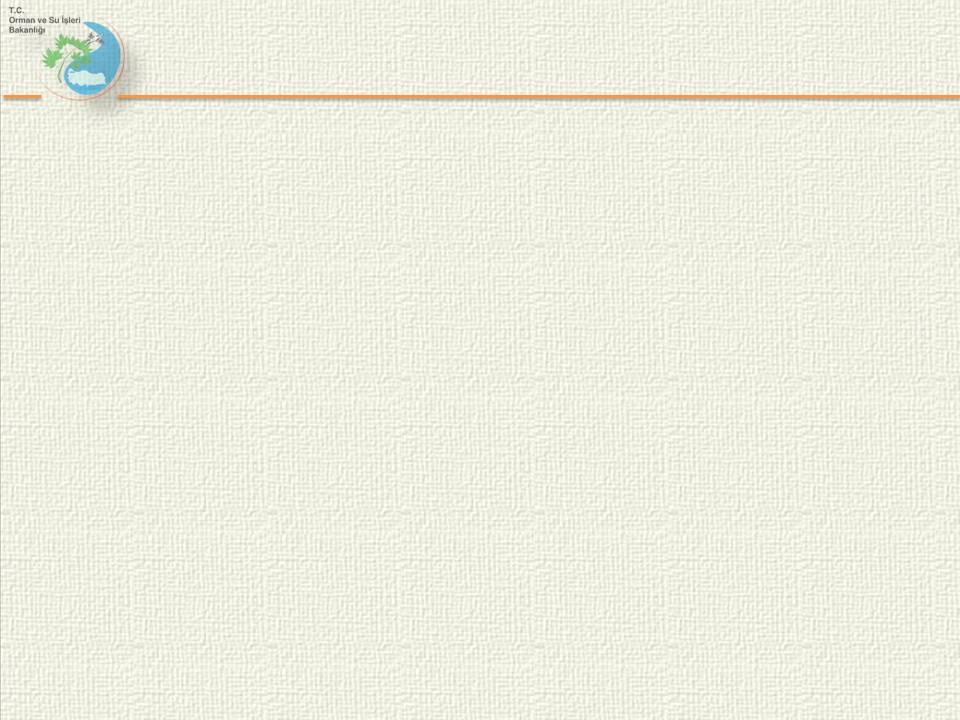 T.C.
Orman ve Su İşleri
Bakanlığı